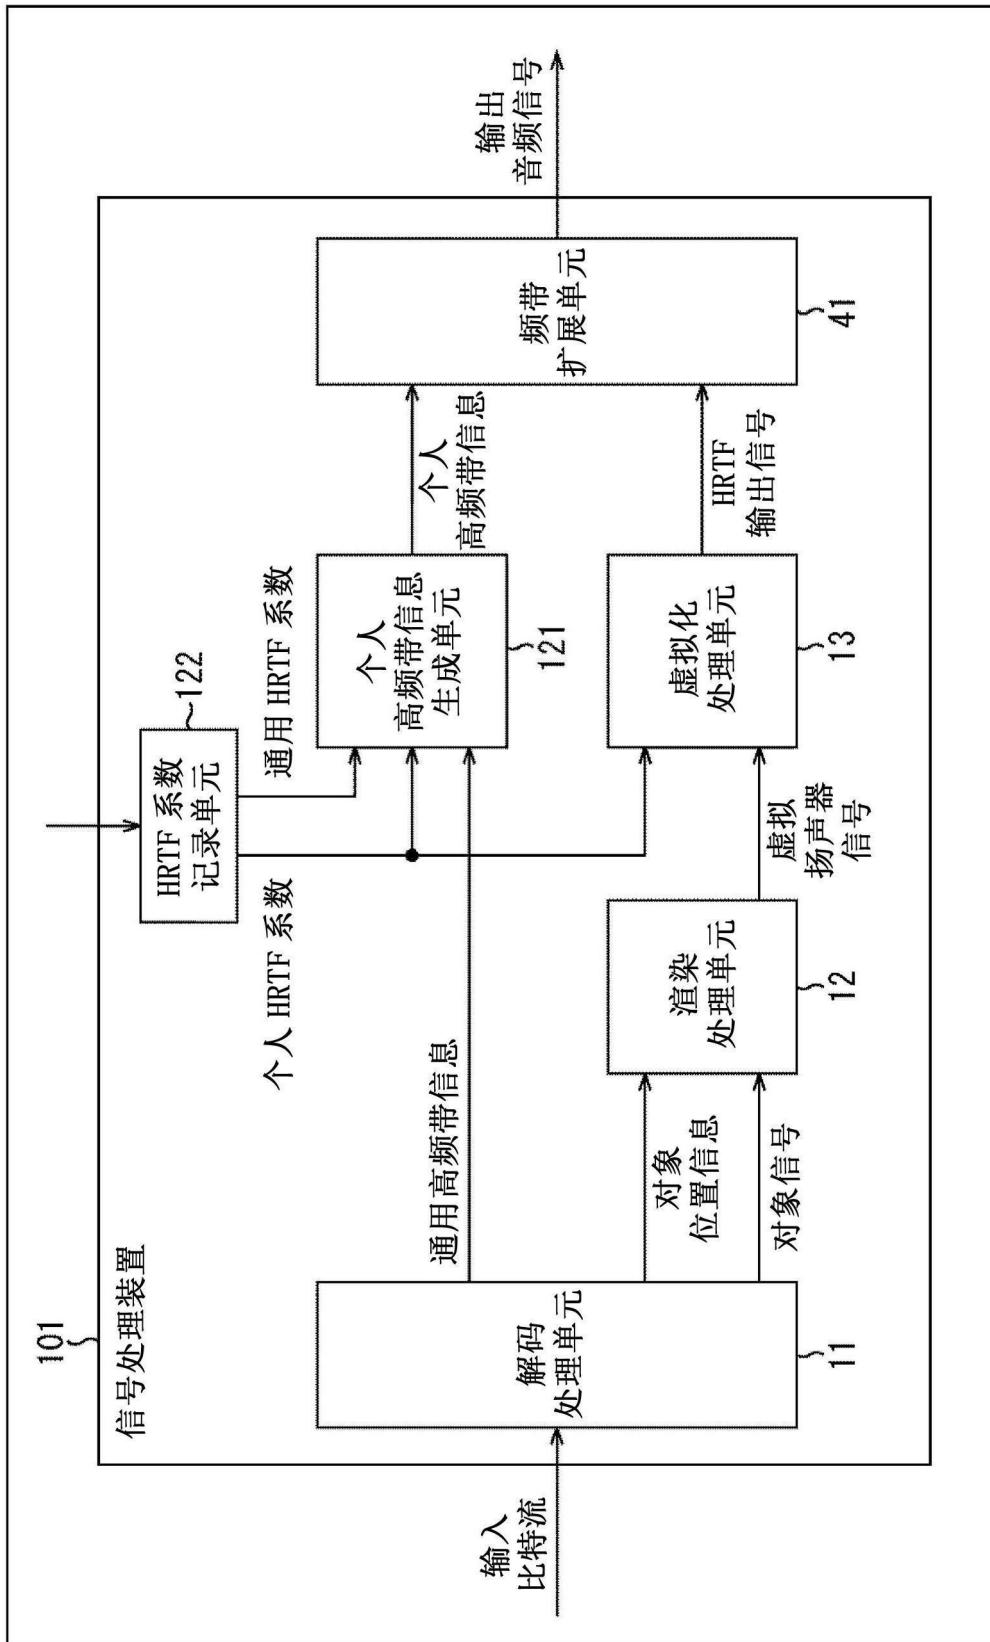 101
信号处理装置
输入
比特流
解码
处理单元
11
通用高频带信息
对象
位置信息
对象信号
渲染
处理单元
12
虚拟
扬声器
信号
HRTF 系数
记录单元
122
个人 HRTF 系数
通用 HRTF 系数
个人
高频带信息
生成单元
121
虚拟化
处理单元
13
个人
高频带信息
HRTF
输出信号
频带
扩展单元
41
输出
音频信号